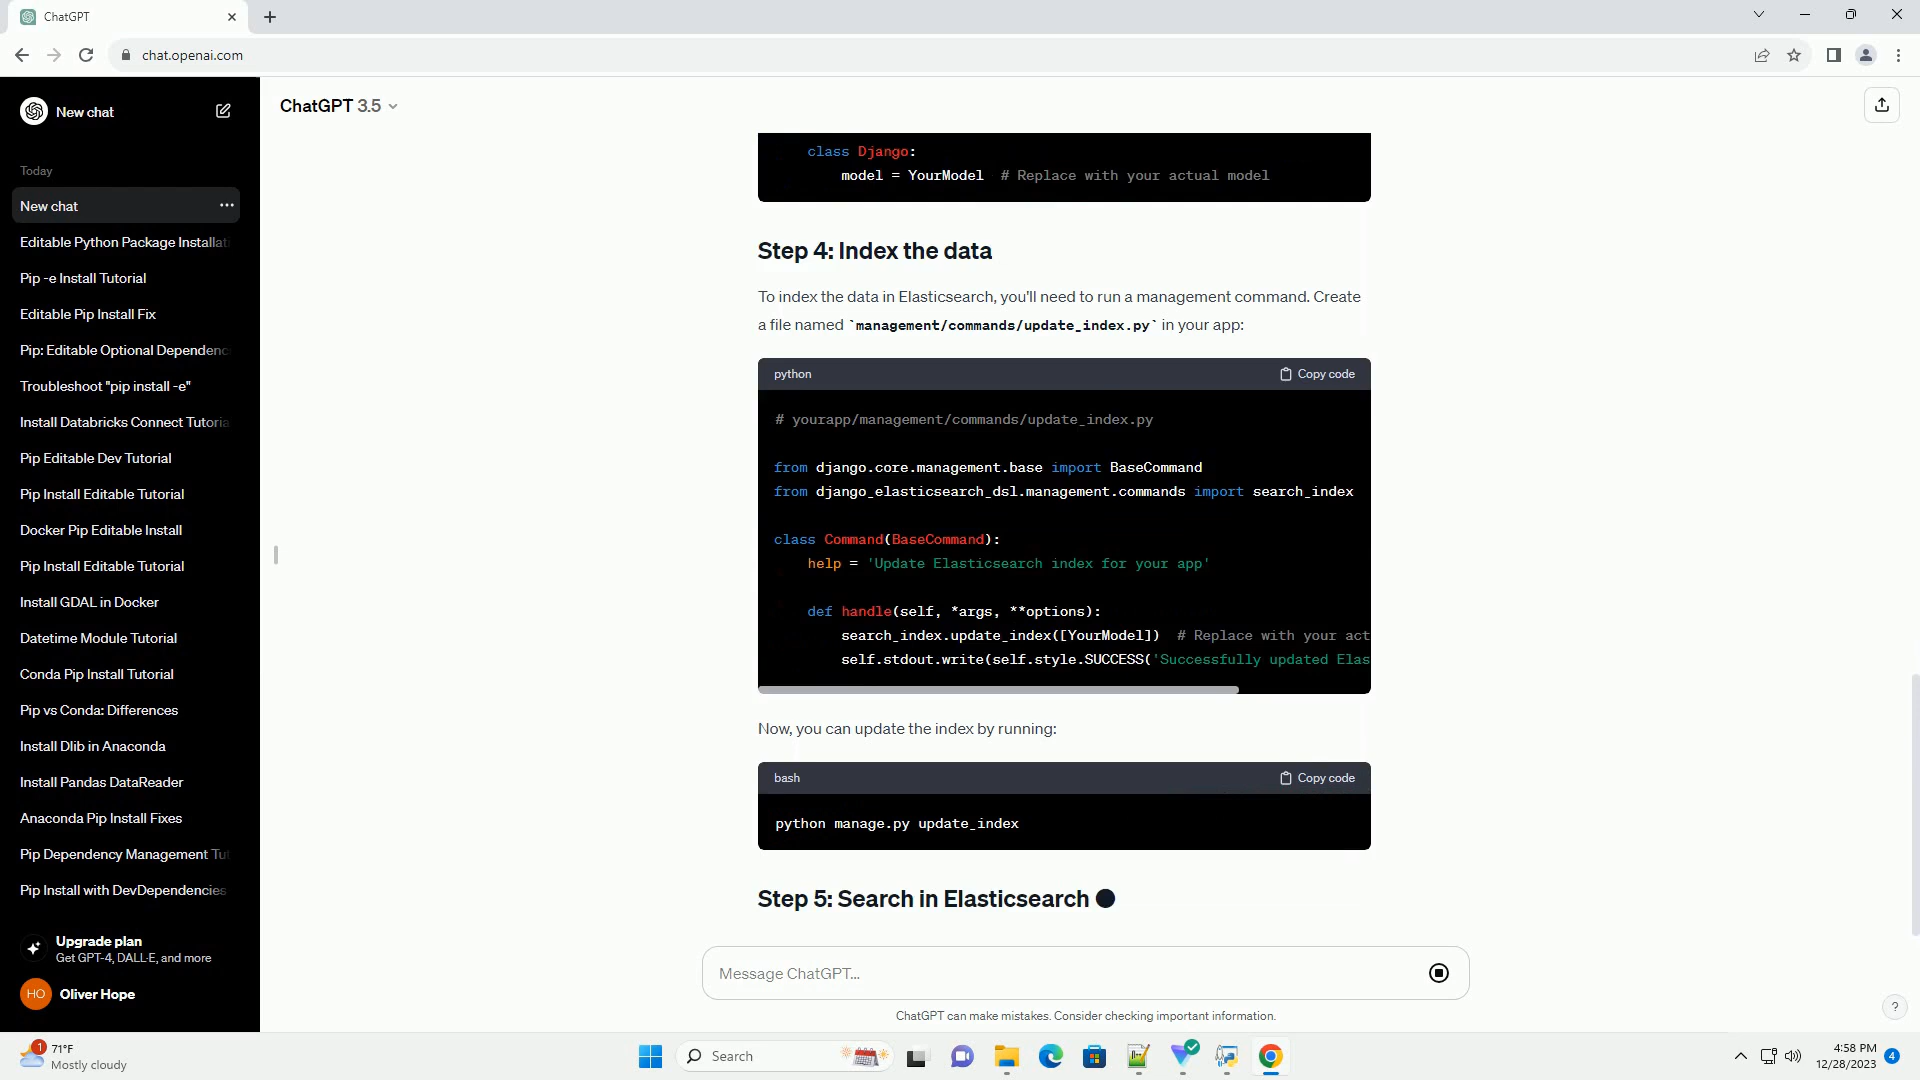 ChatGPT
chat.openai.com
New chat
Today
New chat
Editable Python Package Installati
Pip -e Install Tutorial
Editable Pip Install Fix
Pip: Editable Optional Dependenc
Troubleshoot "pip install -e"
Install Databricks Connect Tutoria
Pip Editable Dev Tutorial
Pip Install Editable Tutorial
Docker Pip Editable Install
Pip Install Editable Tutorial
Install GDAL in Docker
Datetime Module Tutorial
Conda Pip Install Tutorial
Pip vs Conda: Differences
Install Dlib in Anaconda
Install Pandas DataReader
Anaconda Pip Install Fixes
Pip Dependency Management Tut
Pip Install with DevDependencies
Upgrade plan
Get GPT-4, DALL·E, and more
HO Oliver Hope
ChatGPT 3.5
class Django:
model = YourModel # Replace with your actual model
Step 4: Index the data
To index the data in Elasticsearch, you'll need to run a management command. Create
a file named `management/commands/update_index.py` in your app:
python Copy code
# yourapp/management/commands/update_index.py
from django.core.management.base import BaseCommand
from django_elasticsearch_dsl.management.commands import search_index
class Command(BaseCommand):
help = 'Update Elasticsearch index for your app'
def handle(self, *args, **options):
search_index.update_index([YourModel]) # Replace with your act
self.stdout.write(self.style.SUCCESS('Successfully updated Elas
Now, you can update the index by running:
bash Copy code
python manage.py update_index
Step 5: Search in Elasticsearch
Message ChatGPT...
ChatGPT can make mistakes. Consider checking important information.
?
1
71°F
Mostly cloudy
Search
4:58 PM
12/28/2023
4